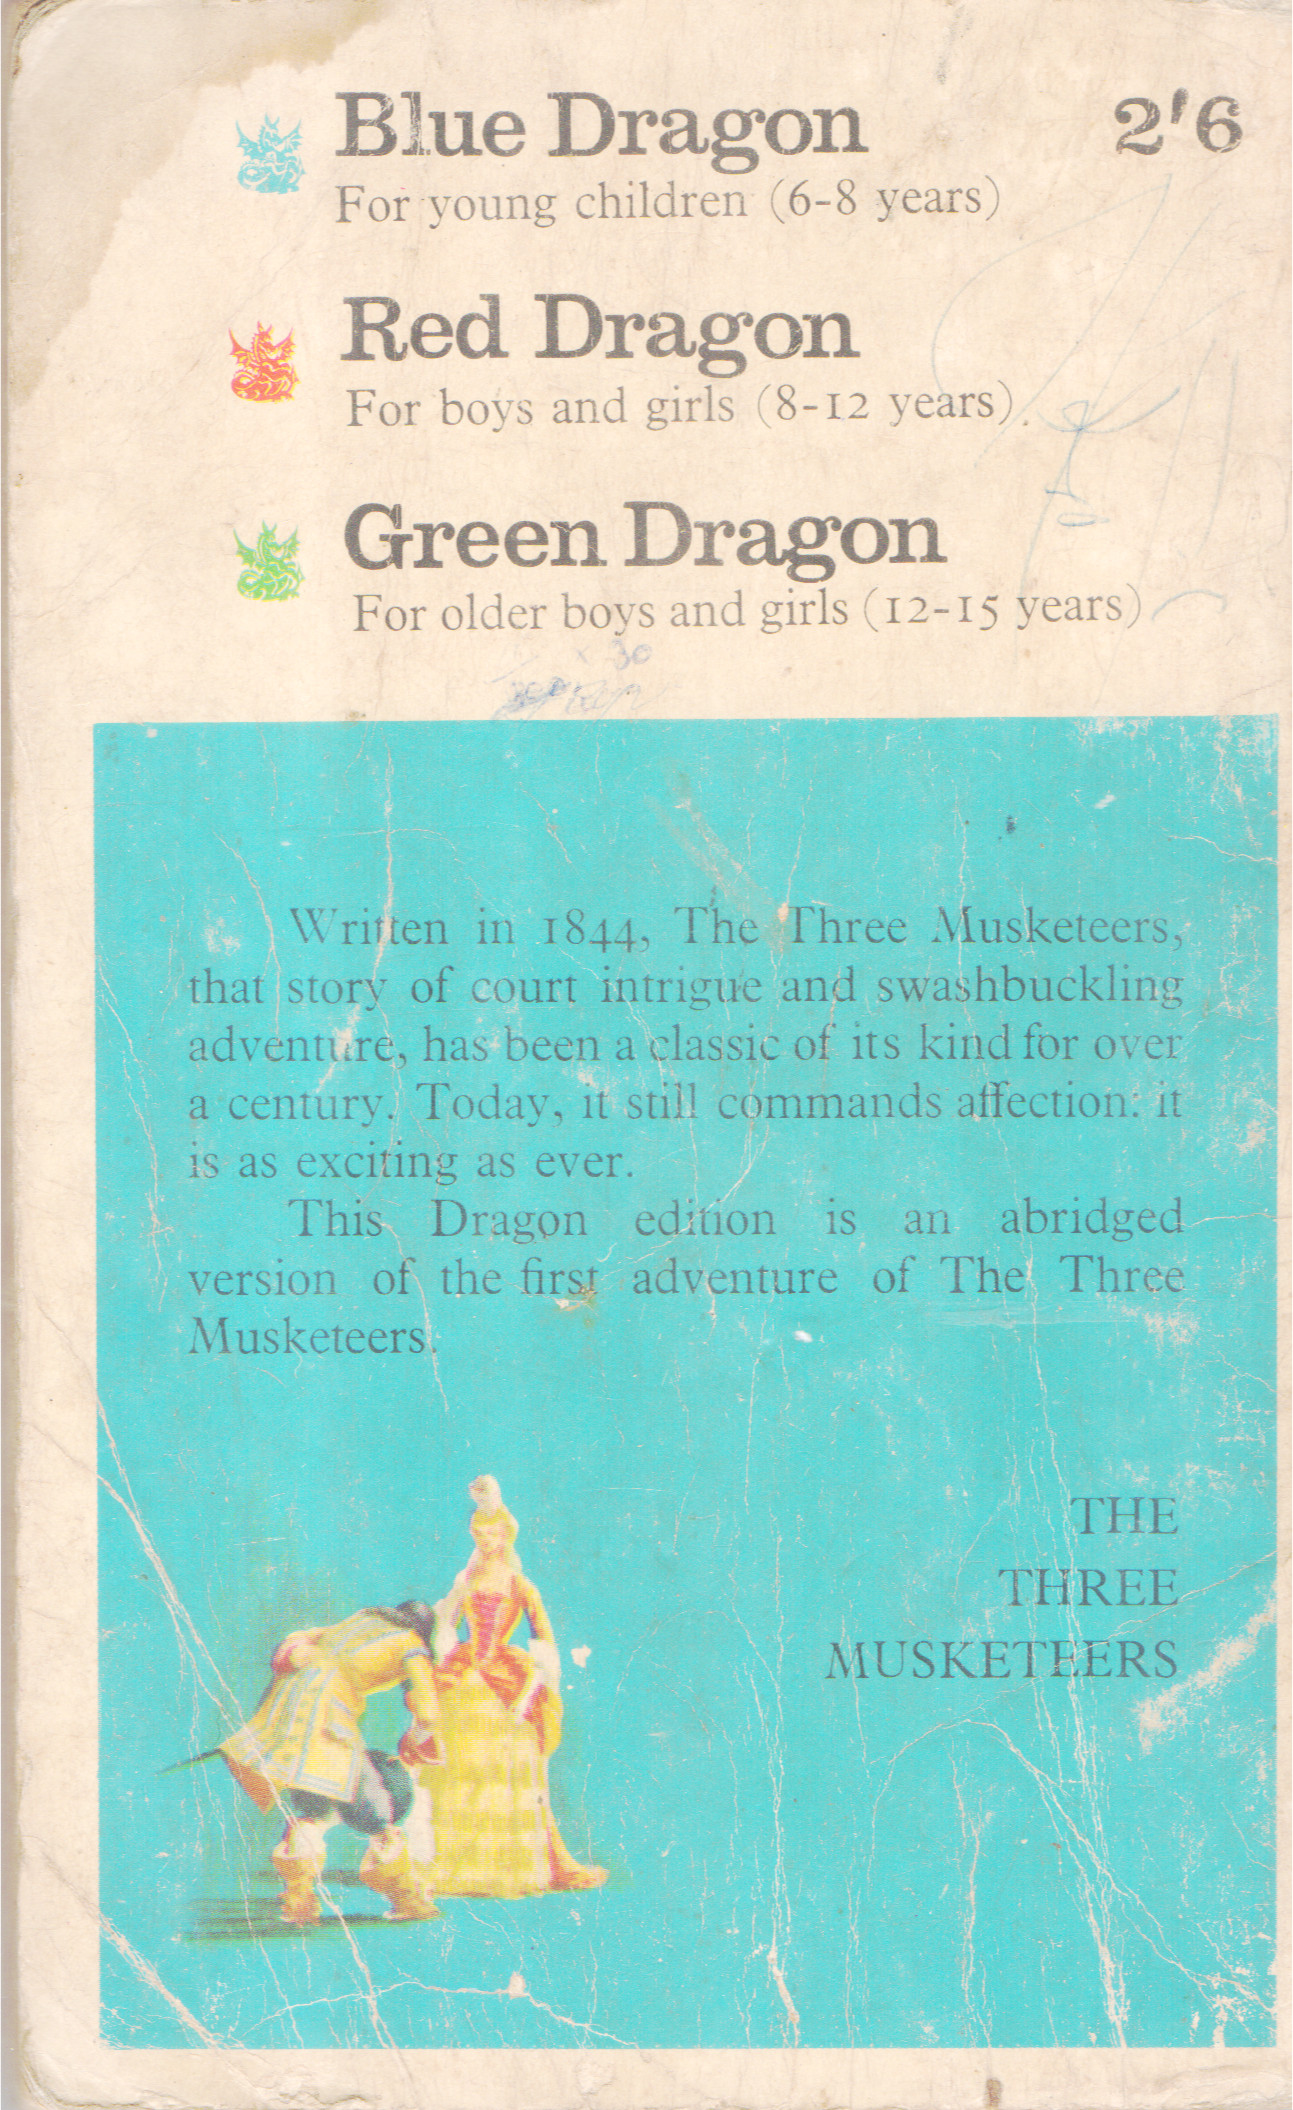 Blue Dragon 2'6
For young children (6-8 years)
Red Dragon
For boys and girls (8-12 years)
Green Dragon
For older boys and girls (12-15 years)
x 30
Written in 1844, The Three Musketeers,
that story of court intrigue and swashbuckling
adventure, has been a classic of its kind for over
a century. Today, it still commands affection: it
is as exciting as ever.
This Dragon edition is an abridged
version of the first adventure of The Three
Musketeers.
THE
THREE
MUSKETEERS